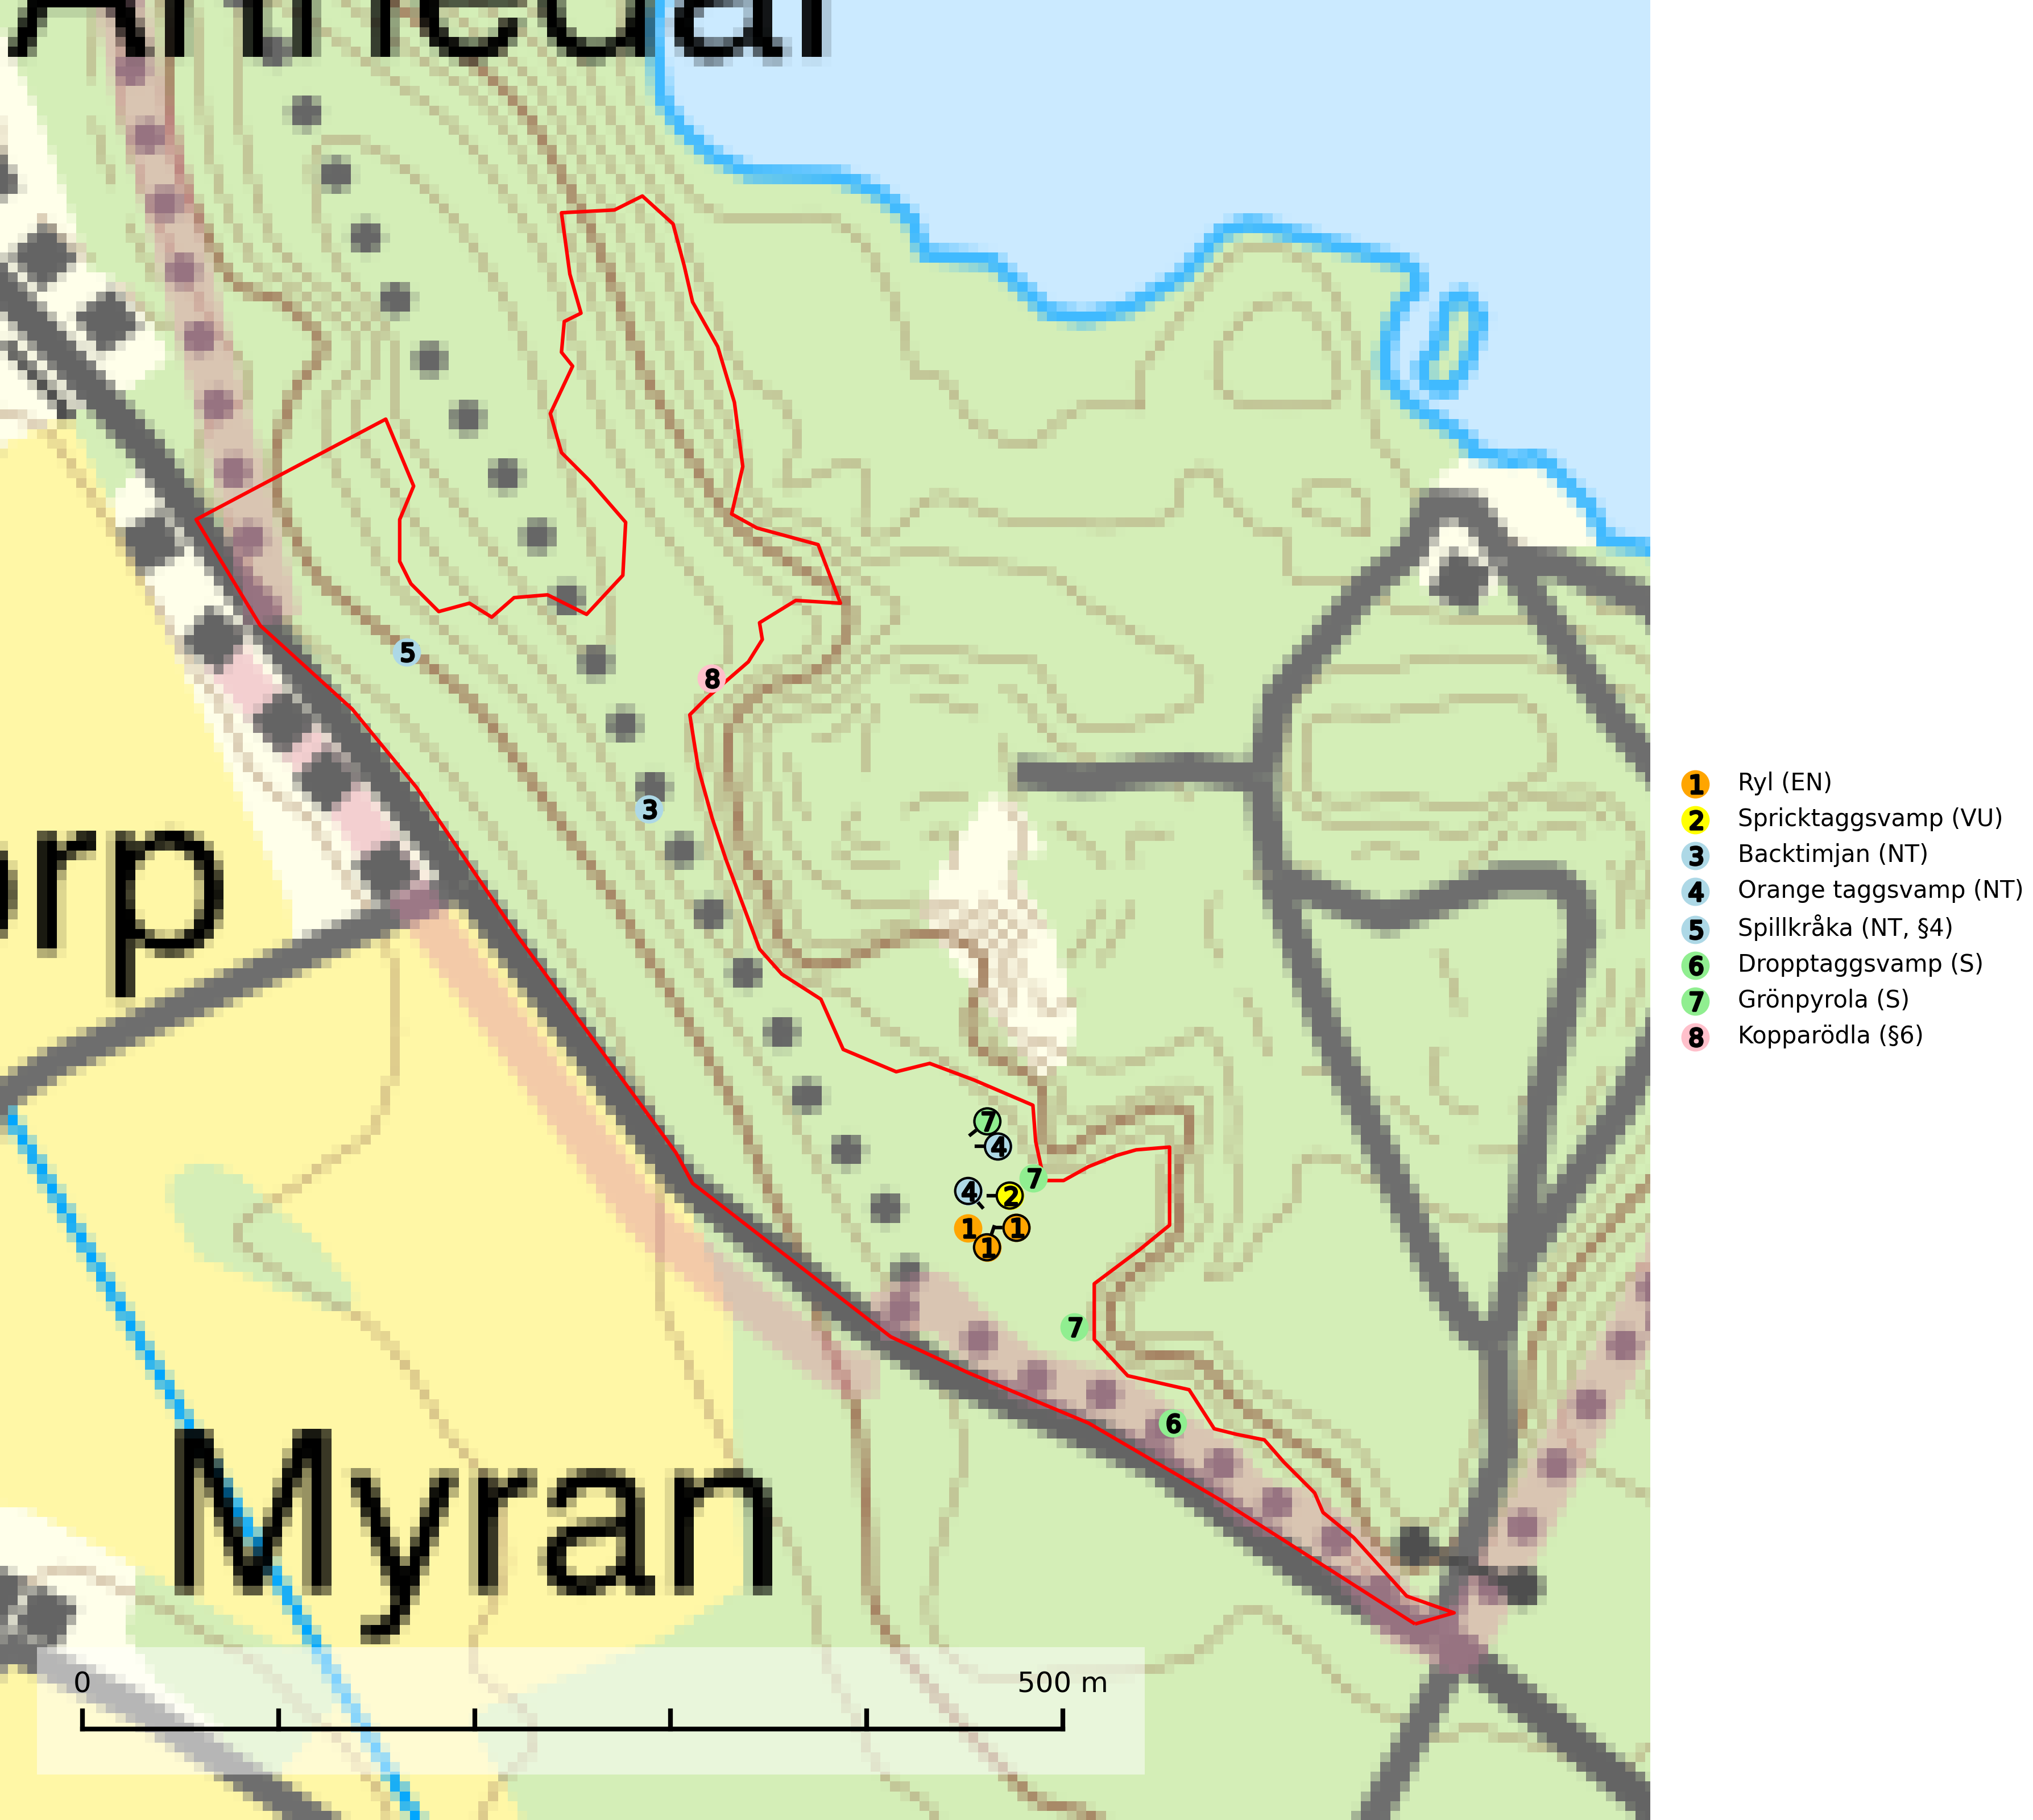 orp
Myran
0
500 m
5
8
3
7
4
7
4
2
1
1
1
7
6
1 Ryl (EN)
2 Spricktaggsvamp (VU)
3 Backtimjan (NT)
4 Orange taggsvamp (NT)
5 Spillkråka (NT, §4)
6 Dropptaggsvamp (S)
7 Grönpyrola (S)
8 Kopparödla (§6)